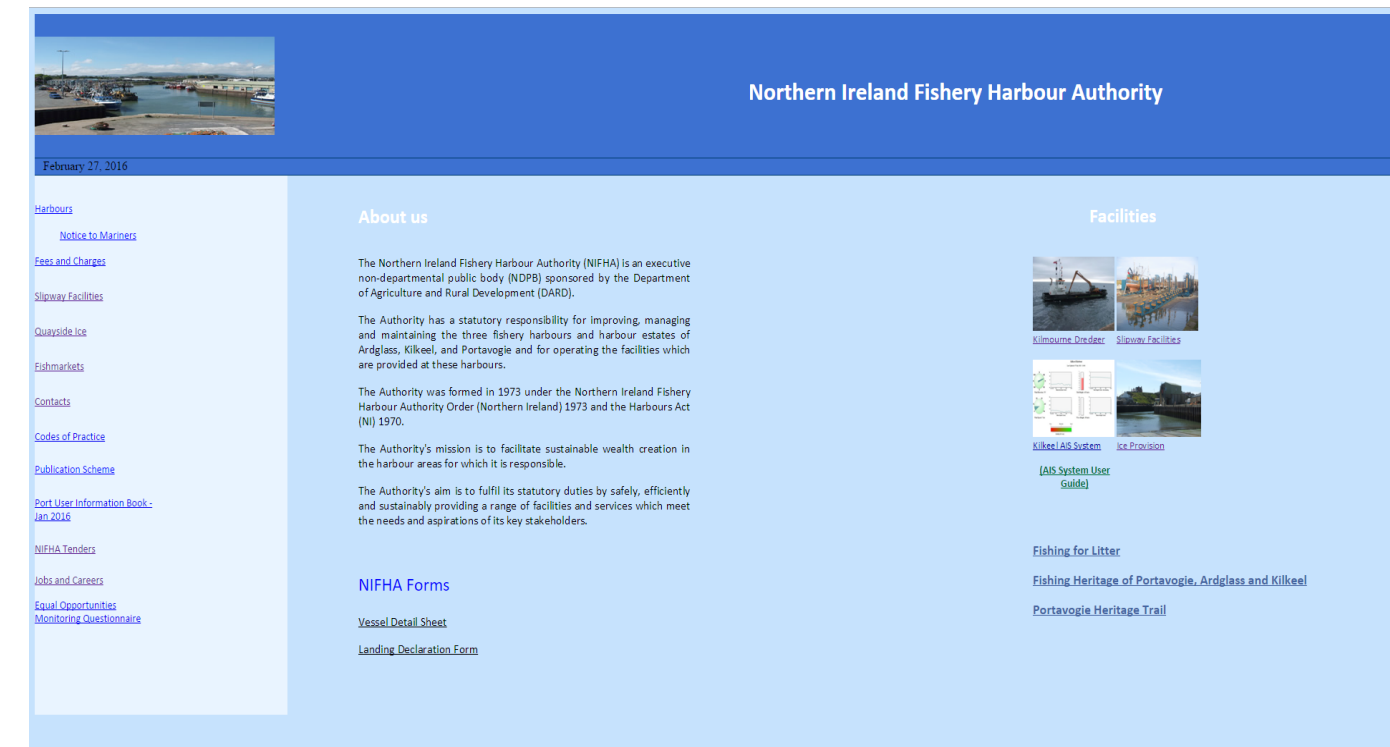 Northern Ireland Fishery Harbour Authority
February 27, 2016
Harbours
Notice to Mariners
Fees and Charges
Slipway Facilities
Quayside Ice
Fishmarkets
Contacts
Codes of Practice
Publication Scheme
Port User Information Book -
Jan 2016
NIFHA Tenders
Jobs and Careers
Equal Opportunities
Monitoring Questionnaire
About us
The Northern Ireland Fishery Harbour Authority (NIFHA) is an executive
non-departmental public body (NDPB) sponsored by the Department
of Agriculture and Rural Development (DARD).
The Authority has a statutory responsibility for improving, managing
and maintaining the three fishery harbours and harbour estates of
Ardglass, Kilkeel, and Portavogie and for operating the facilities which
are provided at these harbours.
The Authority was formed in 1973 under the Northern Ireland Fishery
Harbour Authority Order (Northern Ireland) 1973 and the Harbours Act
(NI) 1970.
The Authority's mission is to facilitate sustainable wealth creation in
the harbour areas for which it is responsible.
The Authority's aim is to fulfil its statutory duties by safely, efficiently
and sustainably providing a range of facilities and services which meet
the needs and aspirations of its key stakeholders.
NIFHA Forms
Vessel Detail Sheet
Landing Declaration Form
Facilities
Kilmourne Dredger Slipway Facilities
Kilkeel AIS System Ice Provision
(AIS System User
Guide)
Fishing for Litter
Fishing Heritage of Portavogie, Ardglass and Kilkeel
Portavogie Heritage Trail